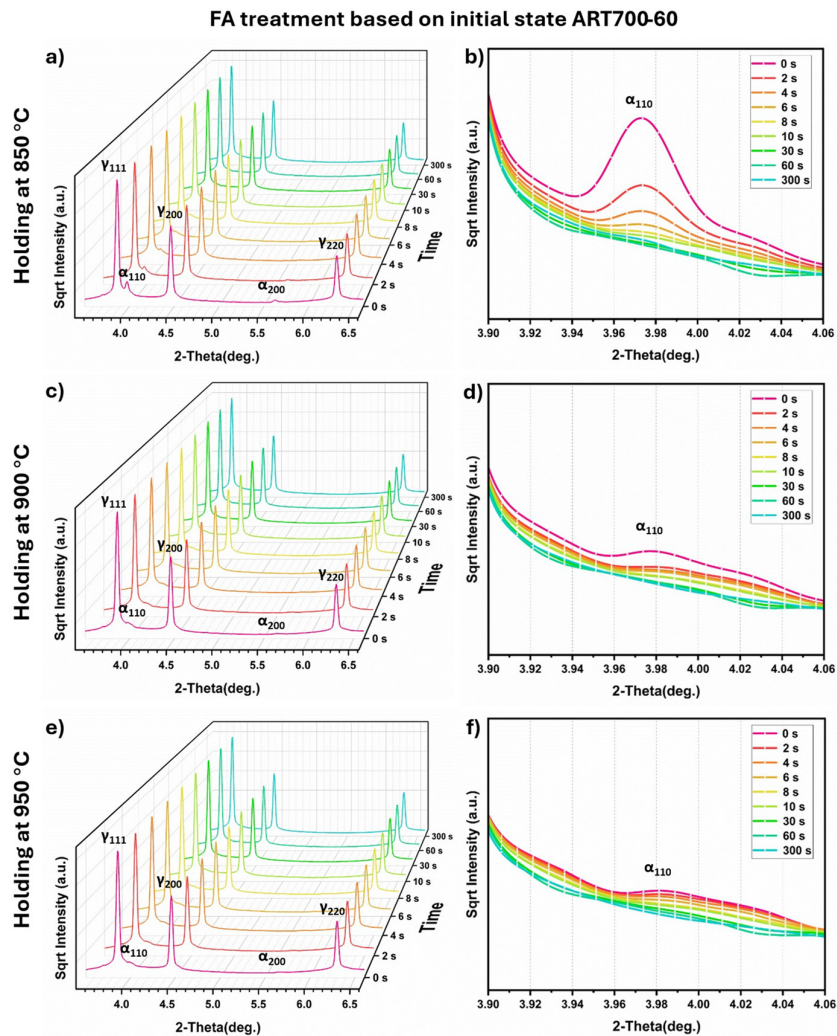 FA treatment based on initial state ART700-60
Holding at 850 °C
a)
Sqrt Intensity (a.u.)
γ111
α110
γ200
α200
γ220
300 s
60 s
30 s
10 s
8 s
6 s
4 s
2 s
0 s
Time
4.0 4.5 5.0 5.5 6.0 6.5
2-Theta(deg.)
b)
Sqrt Intensity (a.u.)
α110
0 s
2 s
4 s
6 s
8 s
10 s
30 s
60 s
300 s
3.90 3.92 3.94 3.96 3.98 4.00 4.02 4.04 4.06
2-Theta(deg.)
Holding at 900 °C
c)
Sqrt Intensity (a.u.)
γ111
α110
γ200
α200
γ220
300 s
60 s
30 s
10 s
8 s
6 s
4 s
2 s
0 s
Time
4.0 4.5 5.0 5.5 6.0 6.5
2-Theta(deg.)
d)
Sqrt Intensity (a.u.)
α110
0 s
2 s
4 s
6 s
8 s
10 s
30 s
60 s
300 s
3.90 3.92 3.94 3.96 3.98 4.00 4.02 4.04 4.06
2-Theta(deg.)
Holding at 950 °C
e)
Sqrt Intensity (a.u.)
γ111
α110
γ200
α200
γ220
300 s
60 s
30 s
10 s
8 s
6 s
4 s
2 s
0 s
Time
4.0 4.5 5.0 5.5 6.0 6.5
2-Theta(deg.)
f)
Sqrt Intensity (a.u.)
α110
0 s
2 s
4 s
6 s
8 s
10 s
30 s
60 s
300 s
3.90 3.92 3.94 3.96 3.98 4.00 4.02 4.04 4.06
2-Theta(deg.)